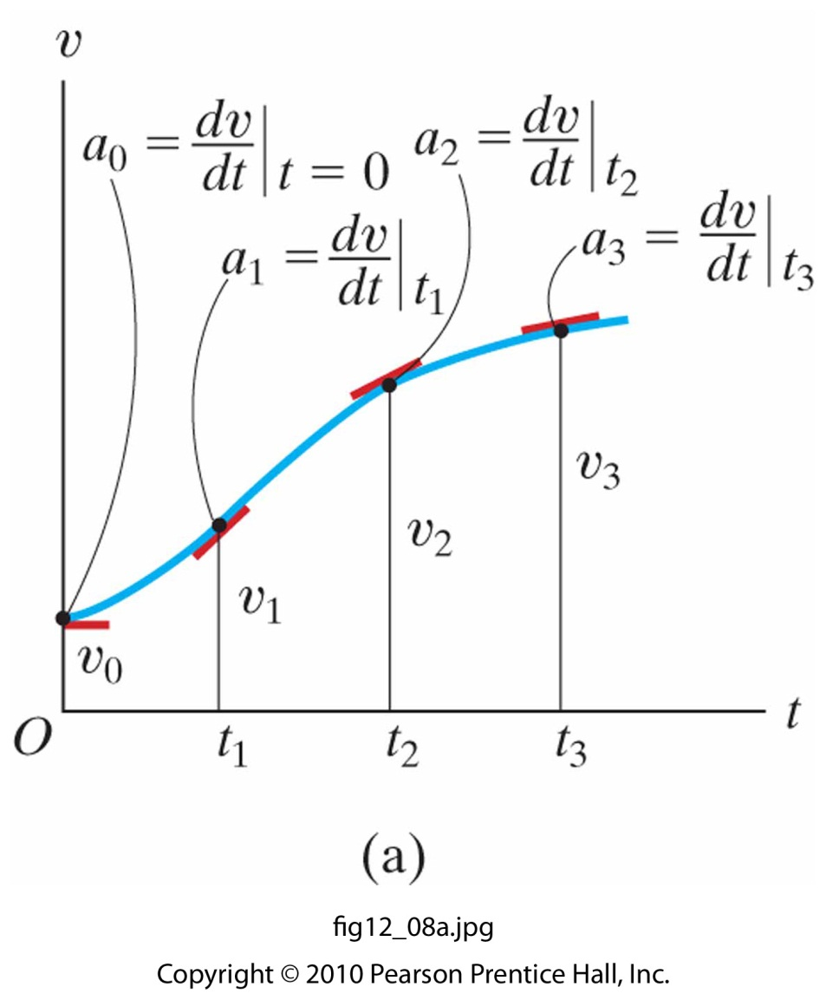 v
a₀ = dv/dt |t = 0
a₂ = dv/dt |t₂
a₁ = dv/dt |t₁
a₃ = dv/dt |t₃
v₃
v₂
v₁
v₀
O
t₁
t₂
t₃
t
(a)
fig12_08a.jpg
Copyright © 2010 Pearson Prentice Hall, Inc.